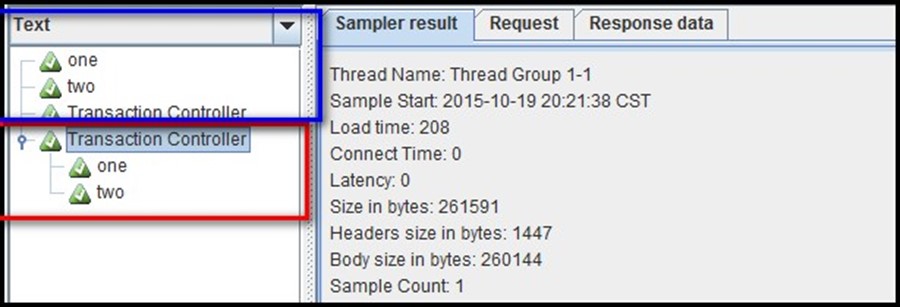 Text
one
two
Transaction Controller
Transaction Controller
one
two
Sampler result Request Response data
Thread Name: Thread Group 1-1
Sample Start: 2015-10-19 20:21:38 CST
Load time: 208
Connect Time: 0
Latency: 0
Size in bytes: 261591
Headers size in bytes: 1447
Body size in bytes: 260144
Sample Count: 1